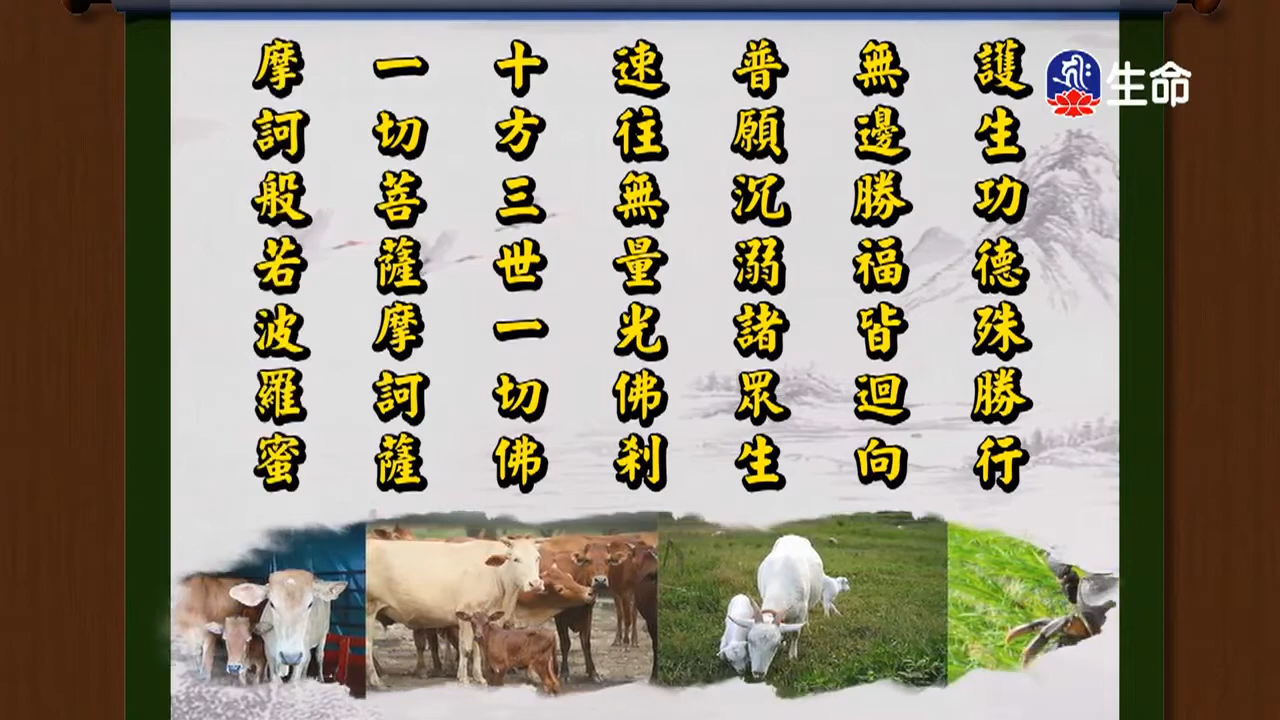 護生功德殊勝行
無邊勝福皆迴向
普願沉溺諸眾生
速往無量光佛剎
十方三世一切佛
一切菩薩摩訶薩
摩訶般若波羅蜜
生命